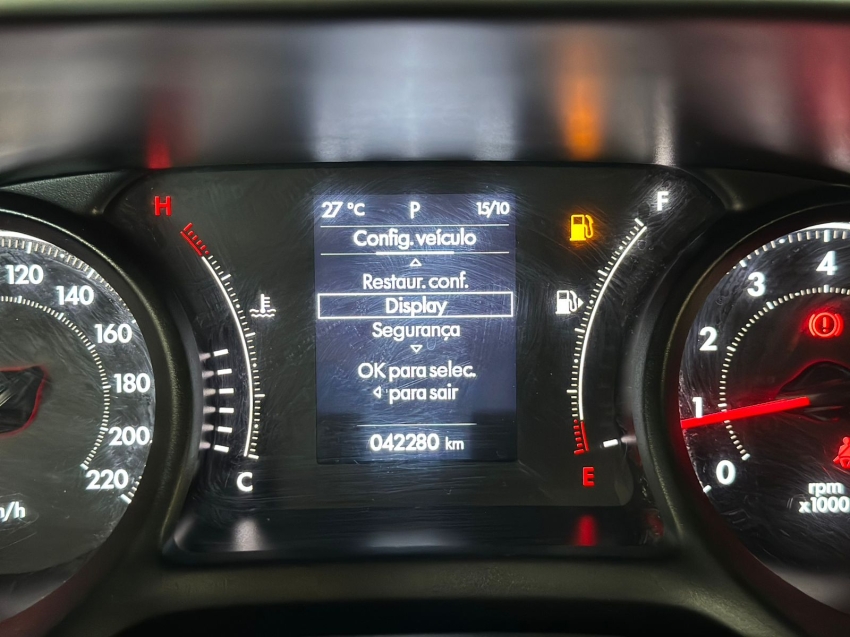 27 °C P 15/10
Config. veículo
Restaur. conf.
Display
Segurança
OK para selec.
para sair
042280 km
H
C
F
E
120
140
160
180
200
220
4
3
2
1
0
rpm
x1000